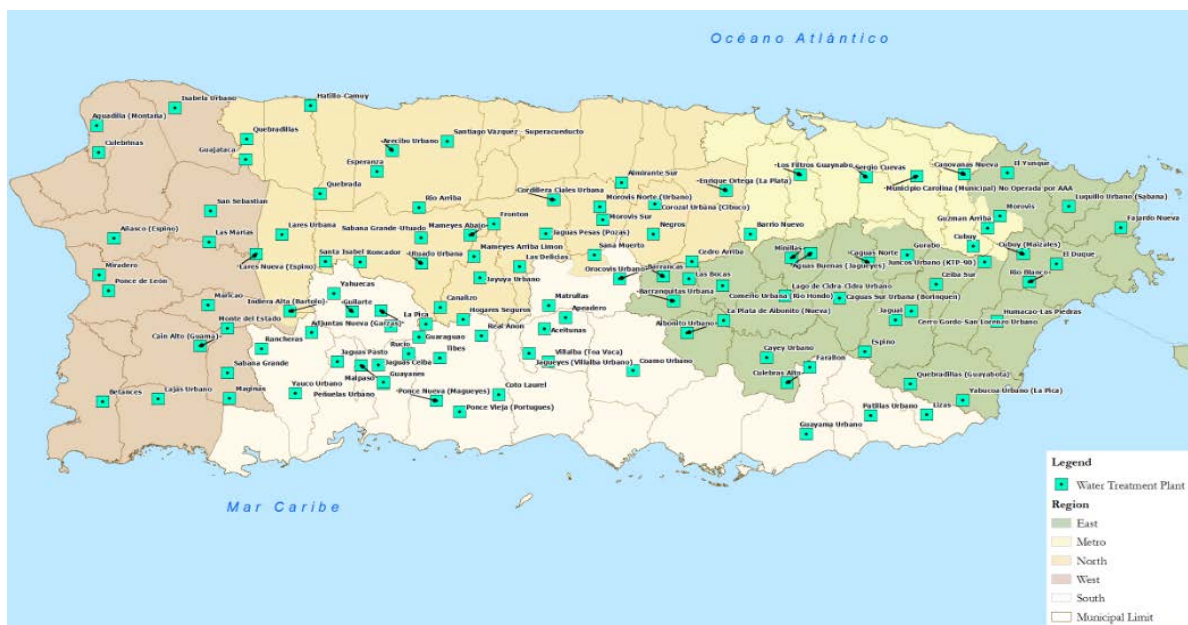 Océano Atlántico
Isabela Urbano
Hatillo-Camuy
Aguadilla (Montaña)
Culebrinas
Quebradillas
Guajataca
Arecibo Urbano
Santiago Vázquez - Superacueducto
Esperanza
Los Filtros Guaynabo
Sergio Cuevas
Canovanas Nueva
El Yunque
Almirante Sur
Enrique Ortega (La Plata)
Municipio Carolina (Municipal) No Operada por AAA
Quebrada
Cordillera Ciales Urbana
Luquillo Urbano (Sabana)
San Sebastian
Rio Arriba
Morovis Norte (Urbano)
Corozal Urbana (Cibuco)
Morovis
Guzman Arriba
Fajardo Nueva
Fronton
Morovis Sur
Añasco (Espino)
Las Marías
Lares Urbana
Sabana Grande-Utuado
Mameyes Abajo
Jaguas Pesas (Pozas)
Negros
Barrio Nuevo
Cubuy
Cubuy (Maizales)
Mameyes Arriba Limon
Sana Muerto
Cedro Arriba
Minillas
Caguas Norte
Gurabo
Lares Nueva (Espino)
Santa Isabel
Roncador
Utuado Urbano
Las Delicias
Orocovis Urbano
Barrancas
Aguas Buenas (Jagüeyes)
Juncos Urbano (KTP-90)
El Duque
Miradero
Ponce de León
Jayuya Urbano
Las Bocas
Ceiba Sur
Rio Blanco
Yahuecas
Barranquitas Urbana
Lago de Cidra-Cidra Urbano
Comerío Urbana (Rio Hondo)
Caguas Sur Urbana (Borinquen)
Maricao
Indiera Alta (Bartolo)
Guilarte
La Pica
Canalizo
Matrullas
Apeadero
Monte del Estado
Adjuntas Nueva (Garzas)
Hogares Seguros
Aibonito Urbano
La Plata de Aibonito (Nueva)
Jagual
Humacao-Las Piedras
Cerro Gordo-San Lorenzo Urbano
Cain Alto (Guama)
Rancheras
Guaraguao
Real Anon
Aceitunas
Rucio
Tibes
Villalba (Toa Vaca)
Cayey Urbano
Espino
Sabana Grande
Jaguas Pasto
Jaguas Ceiba
Jagueyes (Villalba Urbano)
Coamo Urbano
Farallon
Guayanes
Culebras Alto
Quebradillas (Guayabota)
Betances
Lajas Urbano
Maginas
Yauco Urbano
Malpaso
Peñuelas Urbano
Ponce Nueva (Magueyes)
Coto Laurel
Yabucoa Urbano (La Pica)
Ponce Vieja (Portugues)
Patillas Urbano
Lizas
Guayama Urbano
Mar Caribe
Legend
Water Treatment Plant
Region
East
Metro
North
West
South
Municipal Limit